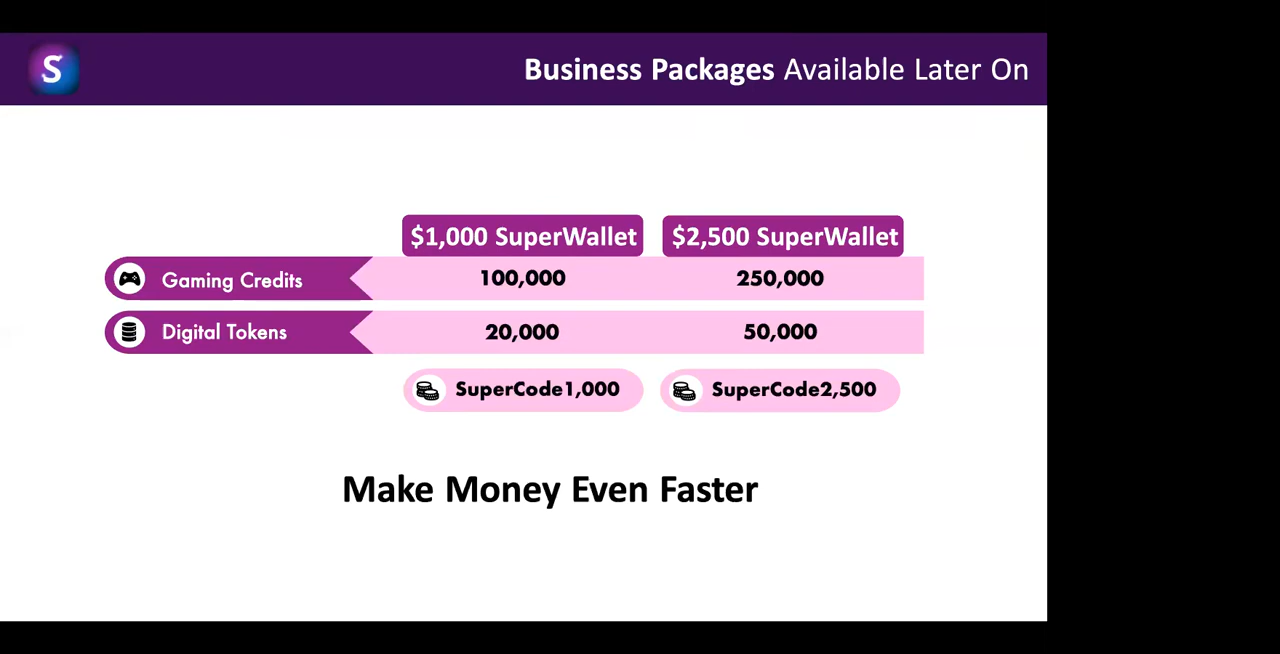 S
Business Packages Available Later On
$1,000 SuperWallet $2,500 SuperWallet
Gaming Credits 100,000 250,000
Digital Tokens 20,000 50,000
SuperCode1,000 SuperCode2,500
Make Money Even Faster